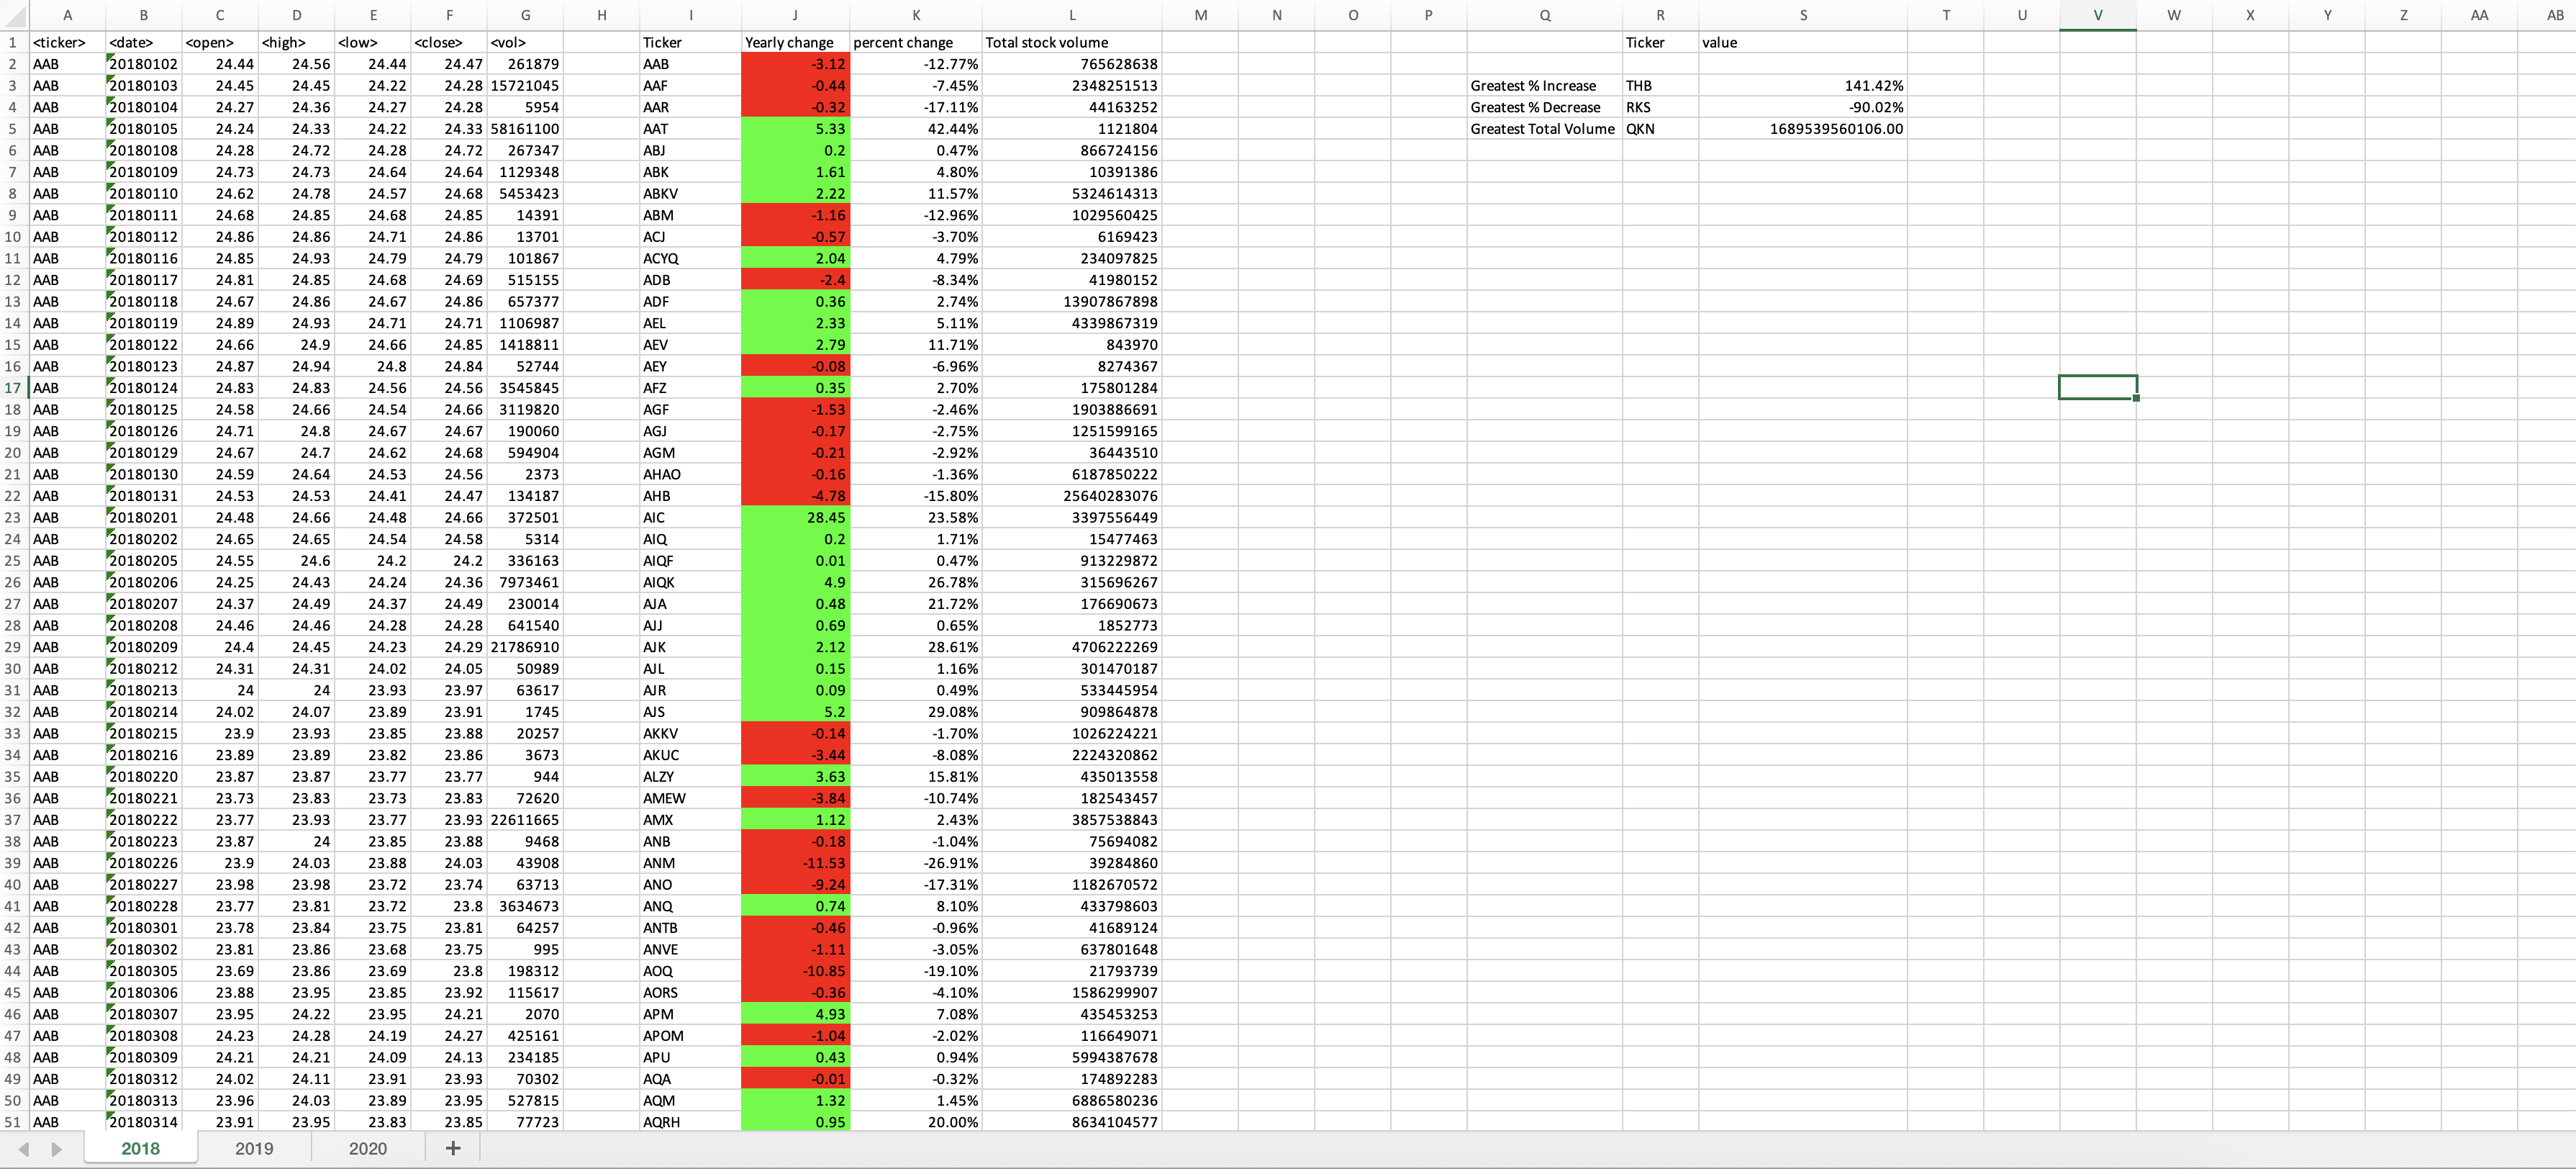 A B C D E F G H I J K L M N O P Q R S T U V W X Y Z AA AB
1 <ticker> <date> <open> <high> <low> <close> <vol> Ticker Yearly change percent change Total stock volume Ticker value
2 AAB 20180102 24.44 24.56 24.44 24.47 261879 AAB -3.12 -12.77% 765628638
3 AAB 20180103 24.45 24.45 24.22 24.28 15721045 AAF -0.44 -7.45% 2348251513 Greatest % Increase THB 141.42%
4 AAB 20180104 24.27 24.36 24.27 24.28 5954 AAR -0.32 -17.11% 44163252 Greatest % Decrease RKS -90.02%
5 AAB 20180105 24.24 24.33 24.22 24.33 58161100 AAT 5.33 42.44% 1121804 Greatest Total Volume QKN 1689539560106.00
6 AAB 20180108 24.28 24.72 24.28 24.72 267347 ABJ 0.2 0.47% 866724156
7 AAB 20180109 24.73 24.73 24.64 24.64 1129348 ABK 1.61 4.80% 10391386
8 AAB 20180110 24.62 24.78 24.57 24.68 5453423 ABKV 2.22 11.57% 5324614313
9 AAB 20180111 24.68 24.85 24.68 24.85 14391 ABM -1.16 -12.96% 1029560425
10 AAB 20180112 24.86 24.86 24.71 24.86 13701 ACJ -0.57 -3.70% 6169423
11 AAB 20180116 24.85 24.93 24.79 24.79 101867 ACYQ 2.04 4.79% 234097825
12 AAB 20180117 24.81 24.85 24.68 24.69 515155 ADB -2.4 -8.34% 41980152
13 AAB 20180118 24.67 24.86 24.67 24.86 657377 ADF 0.36 2.74% 13907867898
14 AAB 20180119 24.89 24.93 24.71 24.71 1106987 AEL 2.33 5.11% 4339867319
15 AAB 20180122 24.66 24.9 24.66 24.85 1418811 AEV 2.79 11.71% 843970
16 AAB 20180123 24.87 24.94 24.8 24.84 52744 AEY -0.08 -6.96% 8274367
17 AAB 20180124 24.83 24.83 24.56 24.56 3545845 AFZ 0.35 2.70% 175801284
18 AAB 20180125 24.58 24.66 24.54 24.66 3119820 AGF -1.53 -2.46% 1903886691
19 AAB 20180126 24.71 24.8 24.67 24.67 190060 AGJ -0.17 -2.75% 1251599165
20 AAB 20180129 24.67 24.7 24.62 24.68 594904 AGM -0.21 -2.92% 36443510
21 AAB 20180130 24.59 24.64 24.53 24.56 2373 AHAO -0.16 -1.36% 6187850222
22 AAB 20180131 24.53 24.53 24.41 24.47 134187 AHB -4.78 -15.80% 25640283076
23 AAB 20180201 24.48 24.66 24.48 24.66 372501 AIC 28.45 23.58% 3397556449
24 AAB 20180202 24.65 24.65 24.54 24.58 5314 AIQ 0.2 1.71% 15477463
25 AAB 20180205 24.55 24.6 24.2 24.2 336163 AIQF 0.01 0.47% 913229872
26 AAB 20180206 24.25 24.43 24.24 24.36 7973461 AIQK 4.9 26.78% 315696267
27 AAB 20180207 24.37 24.49 24.37 24.49 230014 AJA 0.48 21.72% 176690673
28 AAB 20180208 24.46 24.46 24.28 24.28 641540 AJJ 0.69 0.65% 1852773
29 AAB 20180209 24.4 24.45 24.23 24.29 21786910 AJK 2.12 28.61% 4706222269
30 AAB 20180212 24.31 24.31 24.02 24.05 50989 AJL 0.15 1.16% 301470187
31 AAB 20180213 24 24 23.93 23.97 63617 AJR 0.09 0.49% 533445954
32 AAB 20180214 24.02 24.07 23.89 23.91 1745 AJS 5.2 29.08% 909864878
33 AAB 20180215 23.9 23.93 23.85 23.88 20257 AKKV -0.14 -1.70% 1026224221
34 AAB 20180216 23.89 23.89 23.82 23.86 3673 AKUC -3.44 -8.08% 2224320862
35 AAB 20180220 23.87 23.87 23.77 23.77 944 ALZY 3.63 15.81% 435013558
36 AAB 20180221 23.73 23.83 23.73 23.83 72620 AMEW -3.84 -10.74% 182543457
37 AAB 20180222 23.77 23.93 23.77 23.93 22611665 AMX 1.12 2.43% 3857538843
38 AAB 20180223 23.87 24 23.85 23.88 9468 ANB -0.18 -1.04% 75694082
39 AAB 20180226 23.9 24.03 23.88 24.03 43908 ANM -11.53 -26.91% 39284860
40 AAB 20180227 23.98 23.98 23.72 23.74 63713 ANO -9.24 -17.31% 1182670572
41 AAB 20180228 23.77 23.81 23.72 23.8 3634673 ANQ 0.74 8.10% 433798603
42 AAB 20180301 23.78 23.84 23.75 23.81 64257 ANTB -0.46 -0.96% 41689124
43 AAB 20180302 23.81 23.86 23.68 23.75 995 ANVE -1.11 -3.05% 637801648
44 AAB 20180305 23.69 23.86 23.69 23.8 198312 AOQ -10.85 -19.10% 21793739
45 AAB 20180306 23.88 23.95 23.85 23.92 115617 AORS -0.36 -4.10% 1586299907
46 AAB 20180307 23.95 24.22 23.95 24.21 2070 APM 4.93 7.08% 435453253
47 AAB 20180308 24.23 24.28 24.19 24.27 425161 APOM -1.04 -2.02% 116649071
48 AAB 20180309 24.21 24.21 24.09 24.13 234185 APU 0.43 0.94% 5994387678
49 AAB 20180312 24.02 24.11 23.91 23.93 70302 AQA -0.01 -0.32% 174892283
50 AAB 20180313 23.96 24.03 23.89 23.95 527815 AQM 1.32 1.45% 6886580236
51 AAB 20180314 23.91 23.95 23.83 23.85 77723 AQRH 0.95 20.00% 8634104577
2018 2019 2020 +